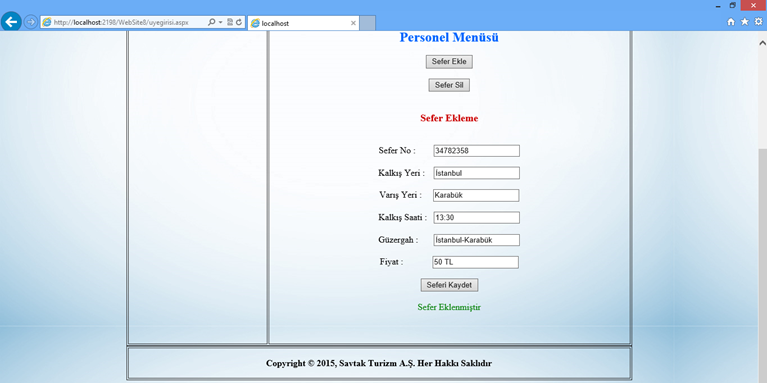 http://localhost:2198/WebSite8/uyegirisi.aspx
localhost
Personel Menüsü
Sefer Ekle
Sefer Sil
Sefer Ekleme
Sefer No : 34782358
Kalkış Yeri : İstanbul
Varış Yeri : Karabük
Kalkış Saati : 13:30
Güzergah : İstanbul-Karabük
Fiyat : 50 TL
Seferi Kaydet
Sefer Eklenmiştir
Copyright © 2015, Savtak Turizm A.Ş. Her Hakkı Saklıdır